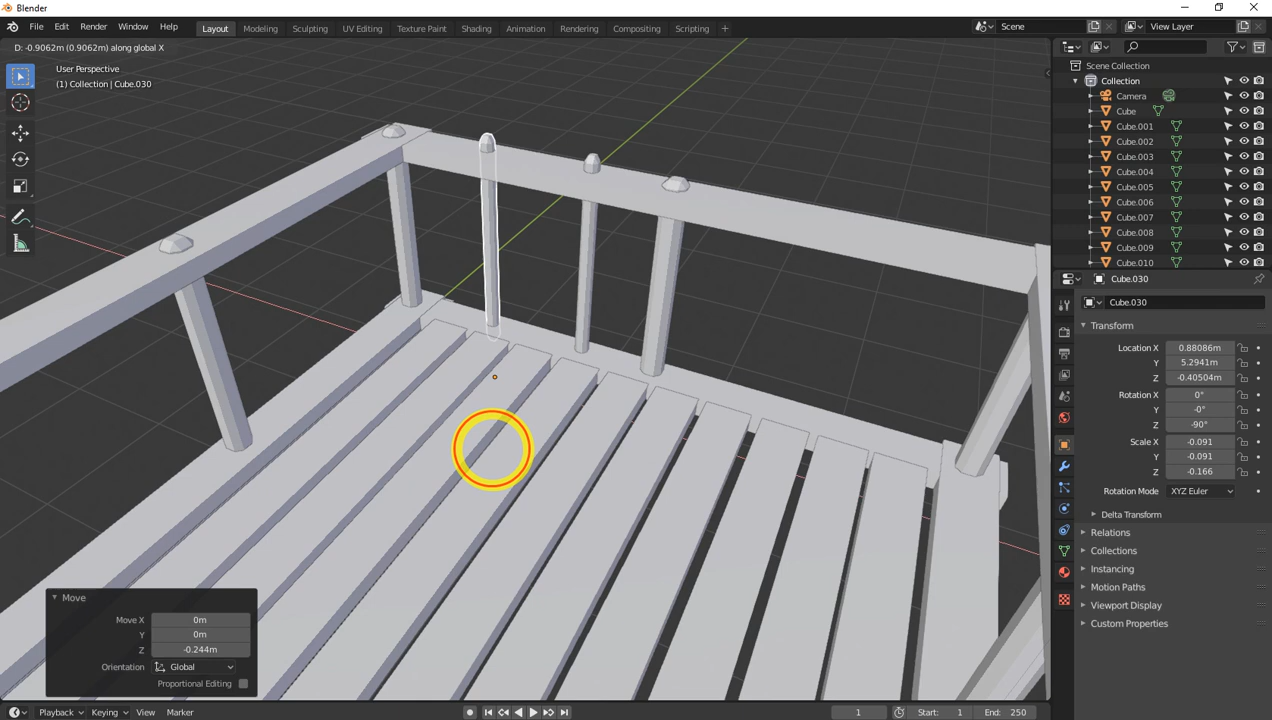 Blender
File Edit Render Window Help Layout Modeling Sculpting UV Editing Texture Paint Shading Animation Rendering Compositing Scripting + Scene View Layer
D: -0.9062m (0.9062m) along global X
User Perspective
(1) Collection | Cube.030
Scene Collection
Collection
Camera
Cube
Cube.001
Cube.002
Cube.003
Cube.004
Cube.005
Cube.006
Cube.007
Cube.008
Cube.009
Cube.010
Cube.030
Cube.030
Transform
Location X 0.88086m
Y 5.2941m
Z -0.40504m
Rotation X 0°
Y -0°
Z -90°
Scale X -0.091
Y -0.091
Z -0.166
Rotation Mode XYZ Euler
Delta Transform
Relations
Collections
Instancing
Motion Paths
Viewport Display
Custom Properties
Move
Move X 0m
Y 0m
Z -0.244m
Orientation Global
Proportional Editing
Playback Keying View Marker 1 Start: 1 End: 250